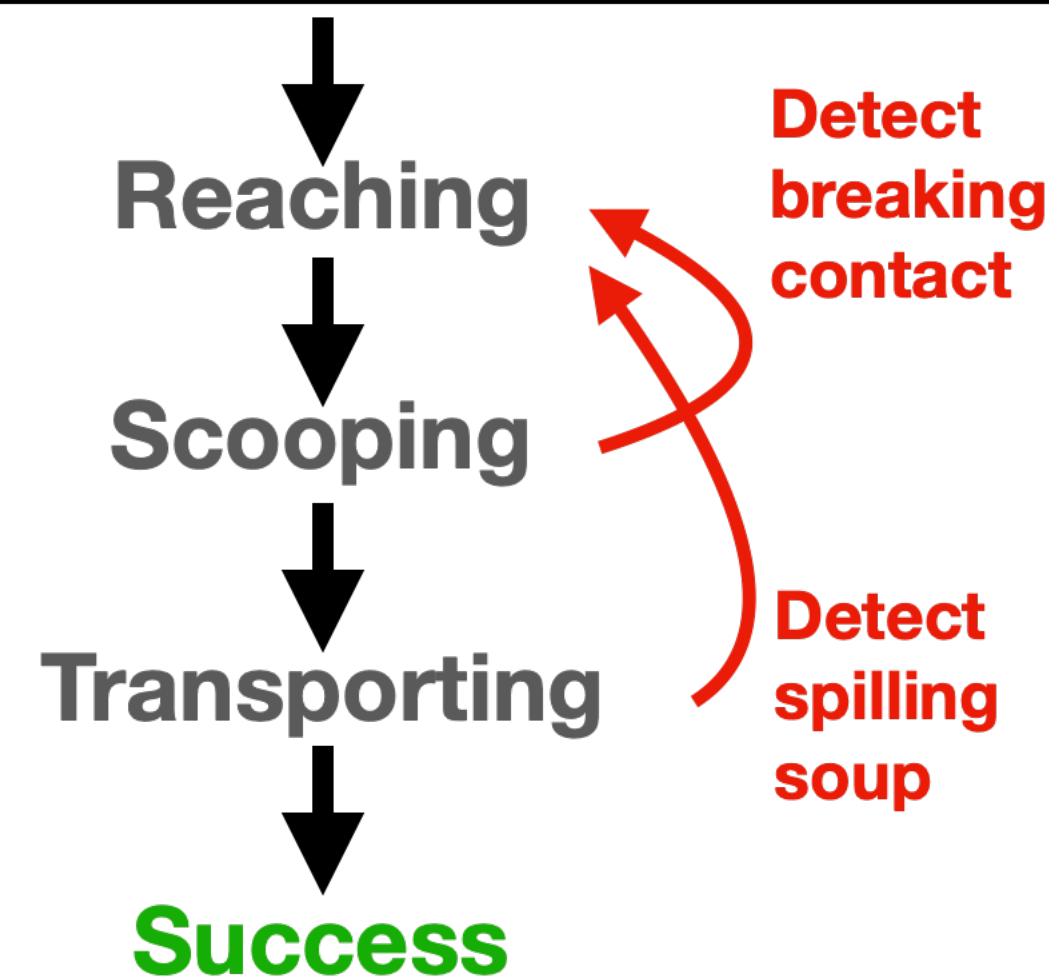 Detect
breaking
contact
Reaching
Scooping
Transporting
Detect
spilling
soup
Success